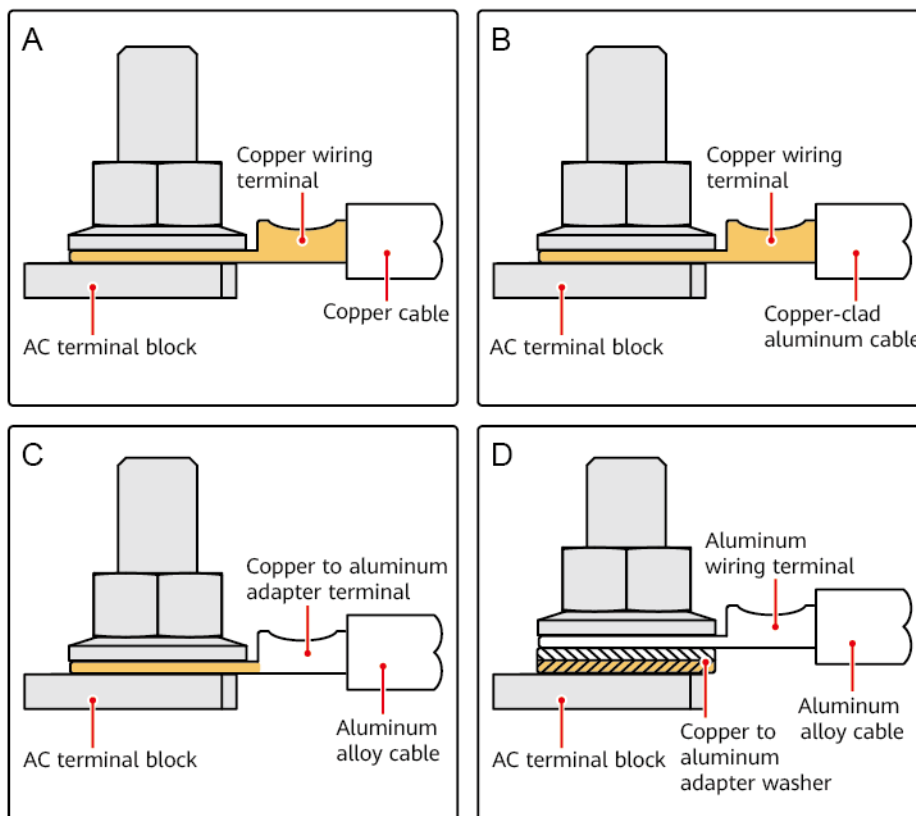 A
Copper wiring
terminal
Copper cable
AC terminal block
B
Copper wiring
terminal
Copper-clad
aluminum cable
AC terminal block
C
Copper to aluminum
adapter terminal
Aluminum
alloy cable
AC terminal block
D
Aluminum
wiring terminal
Aluminum
alloy cable
Copper to
aluminum
adapter washer
AC terminal block